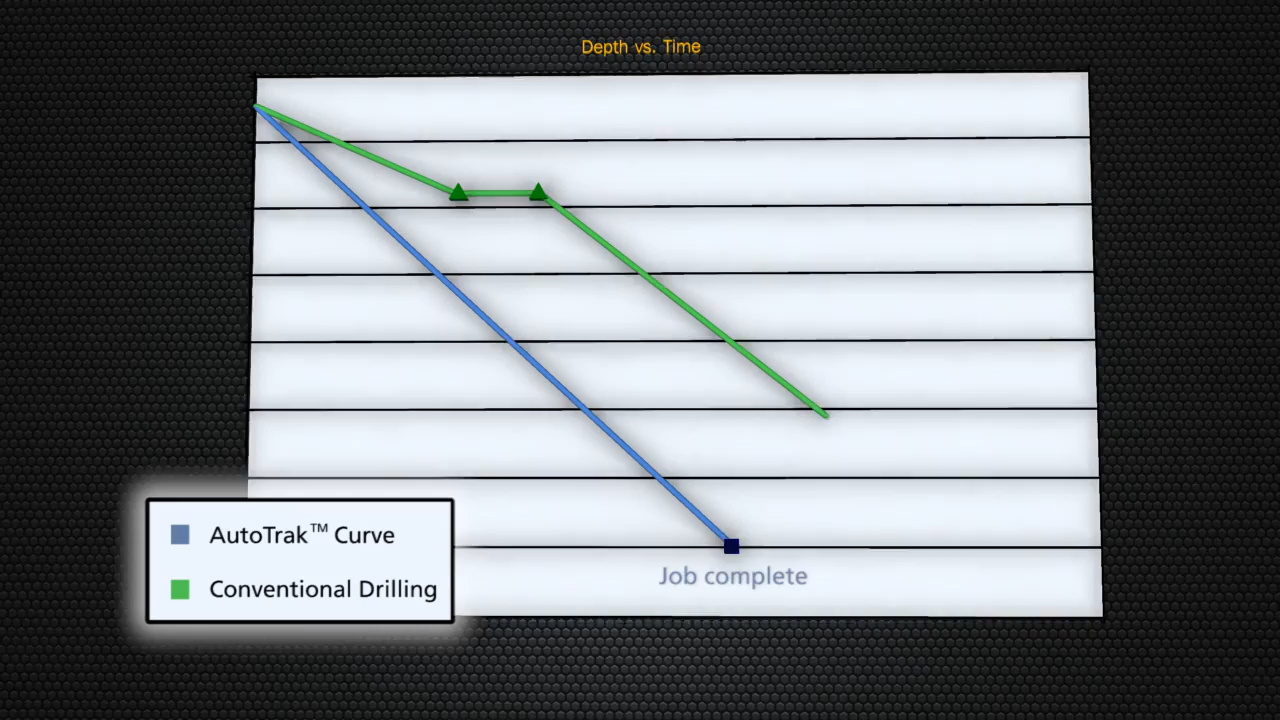 Depth vs. Time
Job complete
AutoTrak™ Curve
Conventional Drilling